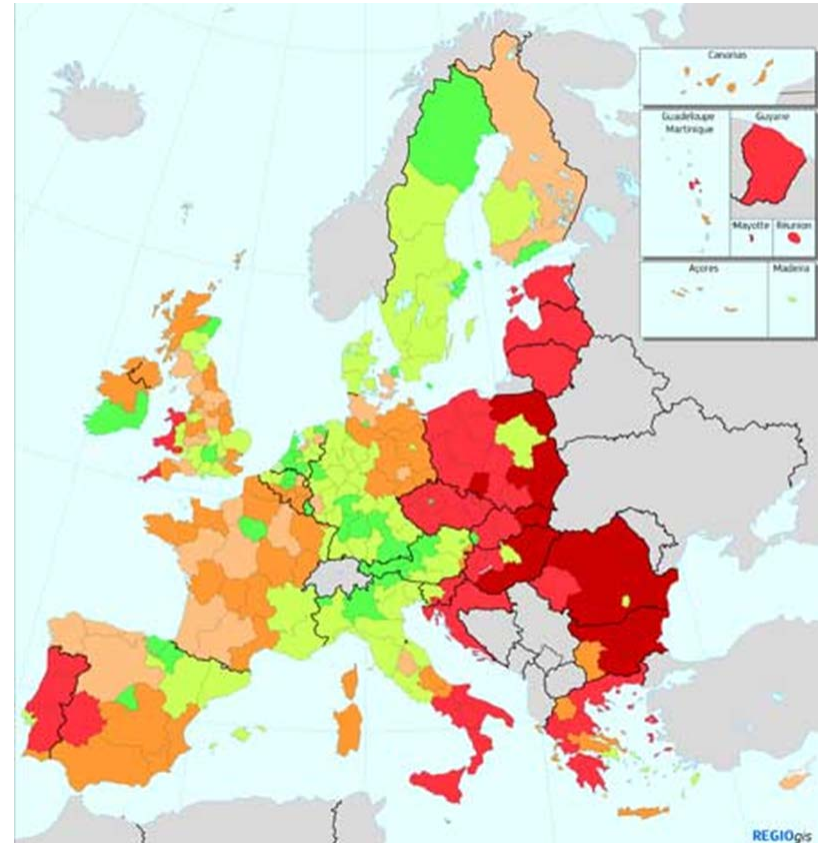 Canarias
Guadeloupe
Martinique
Guyane
Mayotte
Réunion
Açores
Madeira
REGIOgis